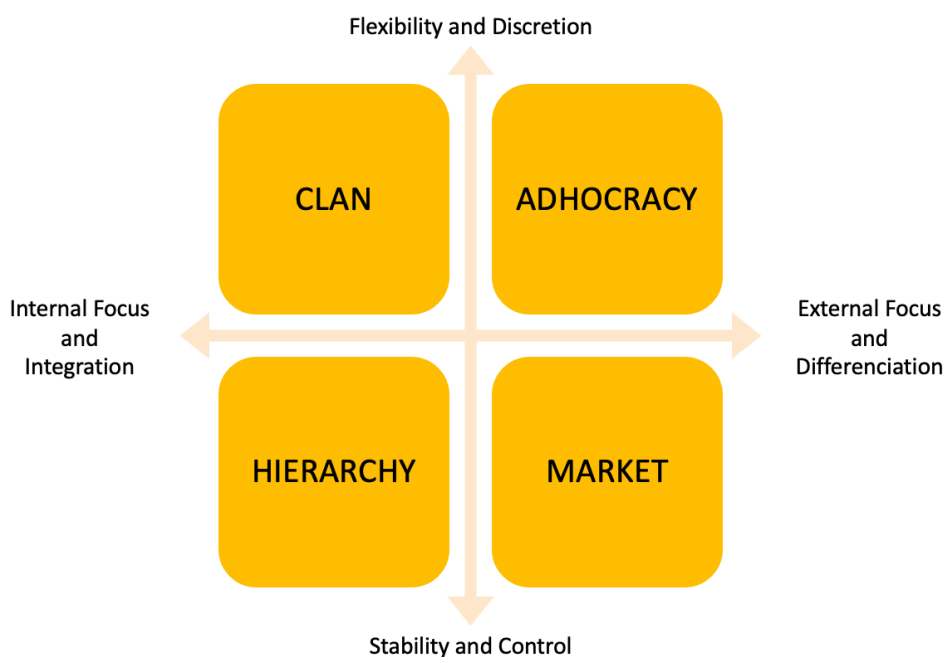 Flexibility and Discretion
CLAN
ADHOCRACY
Internal Focus
and
Integration
External Focus
and
Differenciation
HIERARCHY
MARKET
Stability and Control